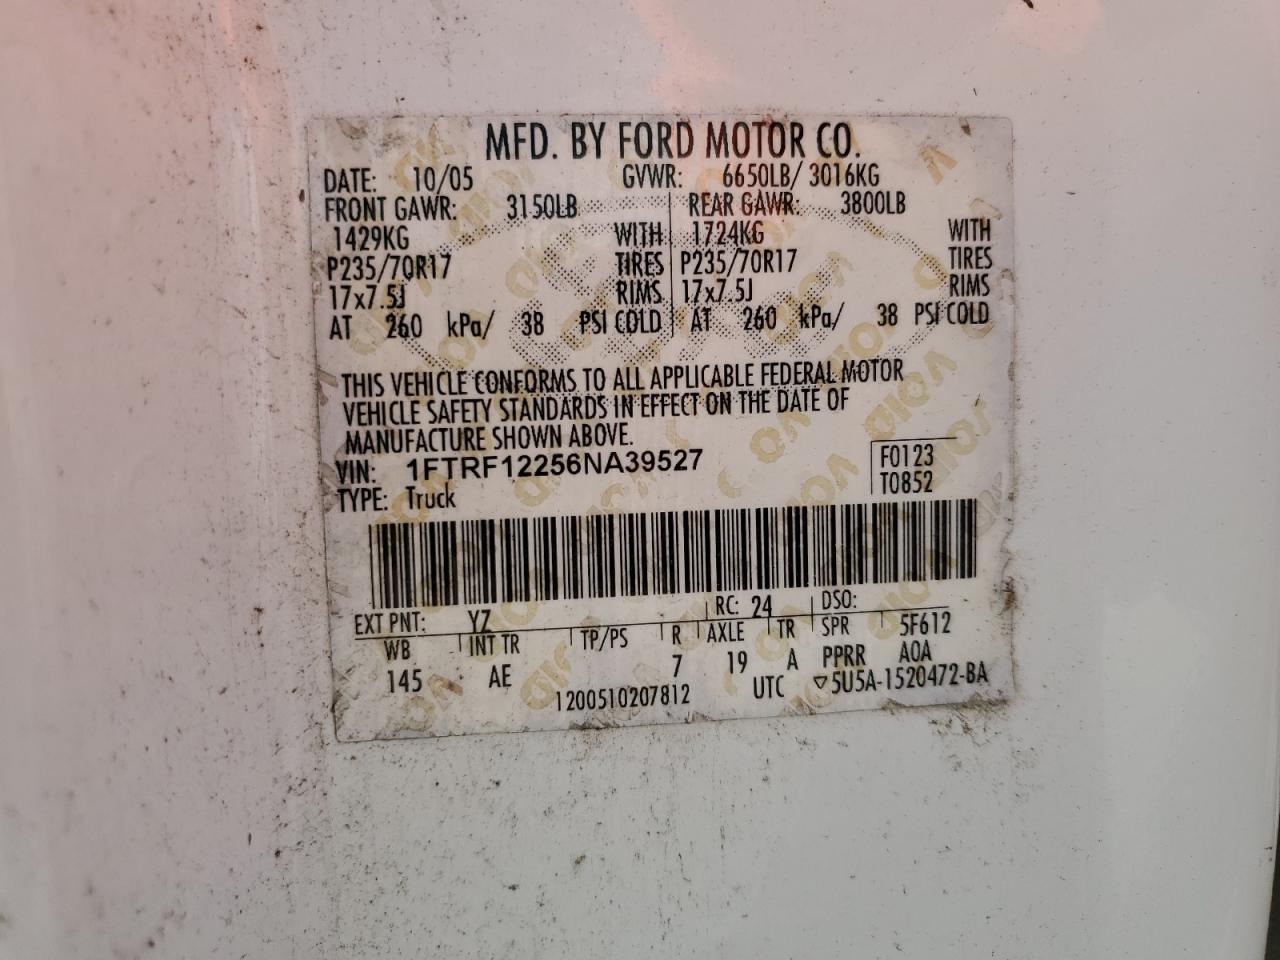 MFD. BY FORD MOTOR CO.
DATE: 10/05 GVWR: 6650LB/ 3016KG
FRONT GAWR: 3150LB REAR GAWR: 3800LB
1429KG WITH 1724KG WITH
P235/70R17 TIRES P235/70R17 TIRES
17x7.5J RIMS 17x7.5J RIMS
AT 260 kPa/ 38 PSI COLD AT 260 kPa/ 38 PSI COLD
THIS VEHICLE CONFORMS TO ALL APPLICABLE FEDERAL MOTOR
VEHICLE SAFETY STANDARDS IN EFFECT ON THE DATE OF
MANUFACTURE SHOWN ABOVE.
VIN: 1FTRF12256NA39527 F0123
TYPE: Truck T0852
EXT PNT: YZ RC: 24 DSO:
WB INT TR TP/PS R AXLE TR SPR 5F612
145 AE 7 19 A PPRR A0A
1200510207812 UTC ▽5U5A-1520472-BA